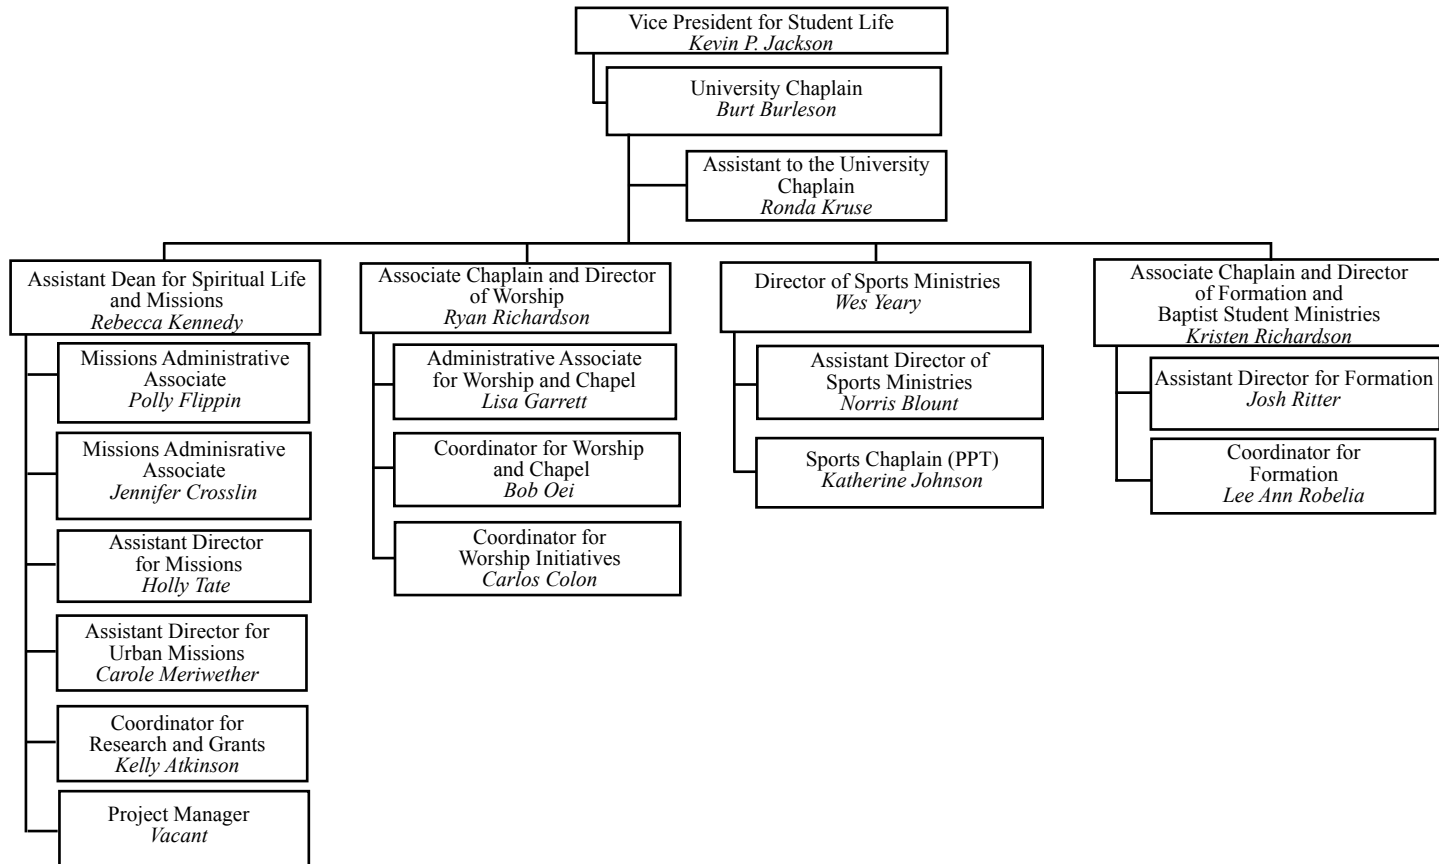 Vice President for Student Life
Kevin P. Jackson
University Chaplain
Burt Burleson
Assistant to the University
Chaplain
Ronda Kruse
Assistant Dean for Spiritual Life
and Missions
Rebecca Kennedy
Missions Administrative
Associate
Polly Flippin
Missions Adminisrative
Associate
Jennifer Crosslin
Assistant Director
for Missions
Holly Tate
Assistant Director for
Urban Missions
Carole Meriwether
Coordinator for
Research and Grants
Kelly Atkinson
Project Manager
Vacant
Associate Chaplain and Director
of Worship
Ryan Richardson
Administrative Associate
for Worship and Chapel
Lisa Garrett
Coordinator for Worship
and Chapel
Bob Oei
Coordinator for
Worship Initiatives
Carlos Colon
Director of Sports Ministries
Wes Yeary
Assistant Director of
Sports Ministries
Norris Blount
Sports Chaplain (PPT)
Katherine Johnson
Associate Chaplain and Director
of Formation and
Baptist Student Ministries
Kristen Richardson
Assistant Director for Formation
Josh Ritter
Coordinator for
Formation
Lee Ann Robelia